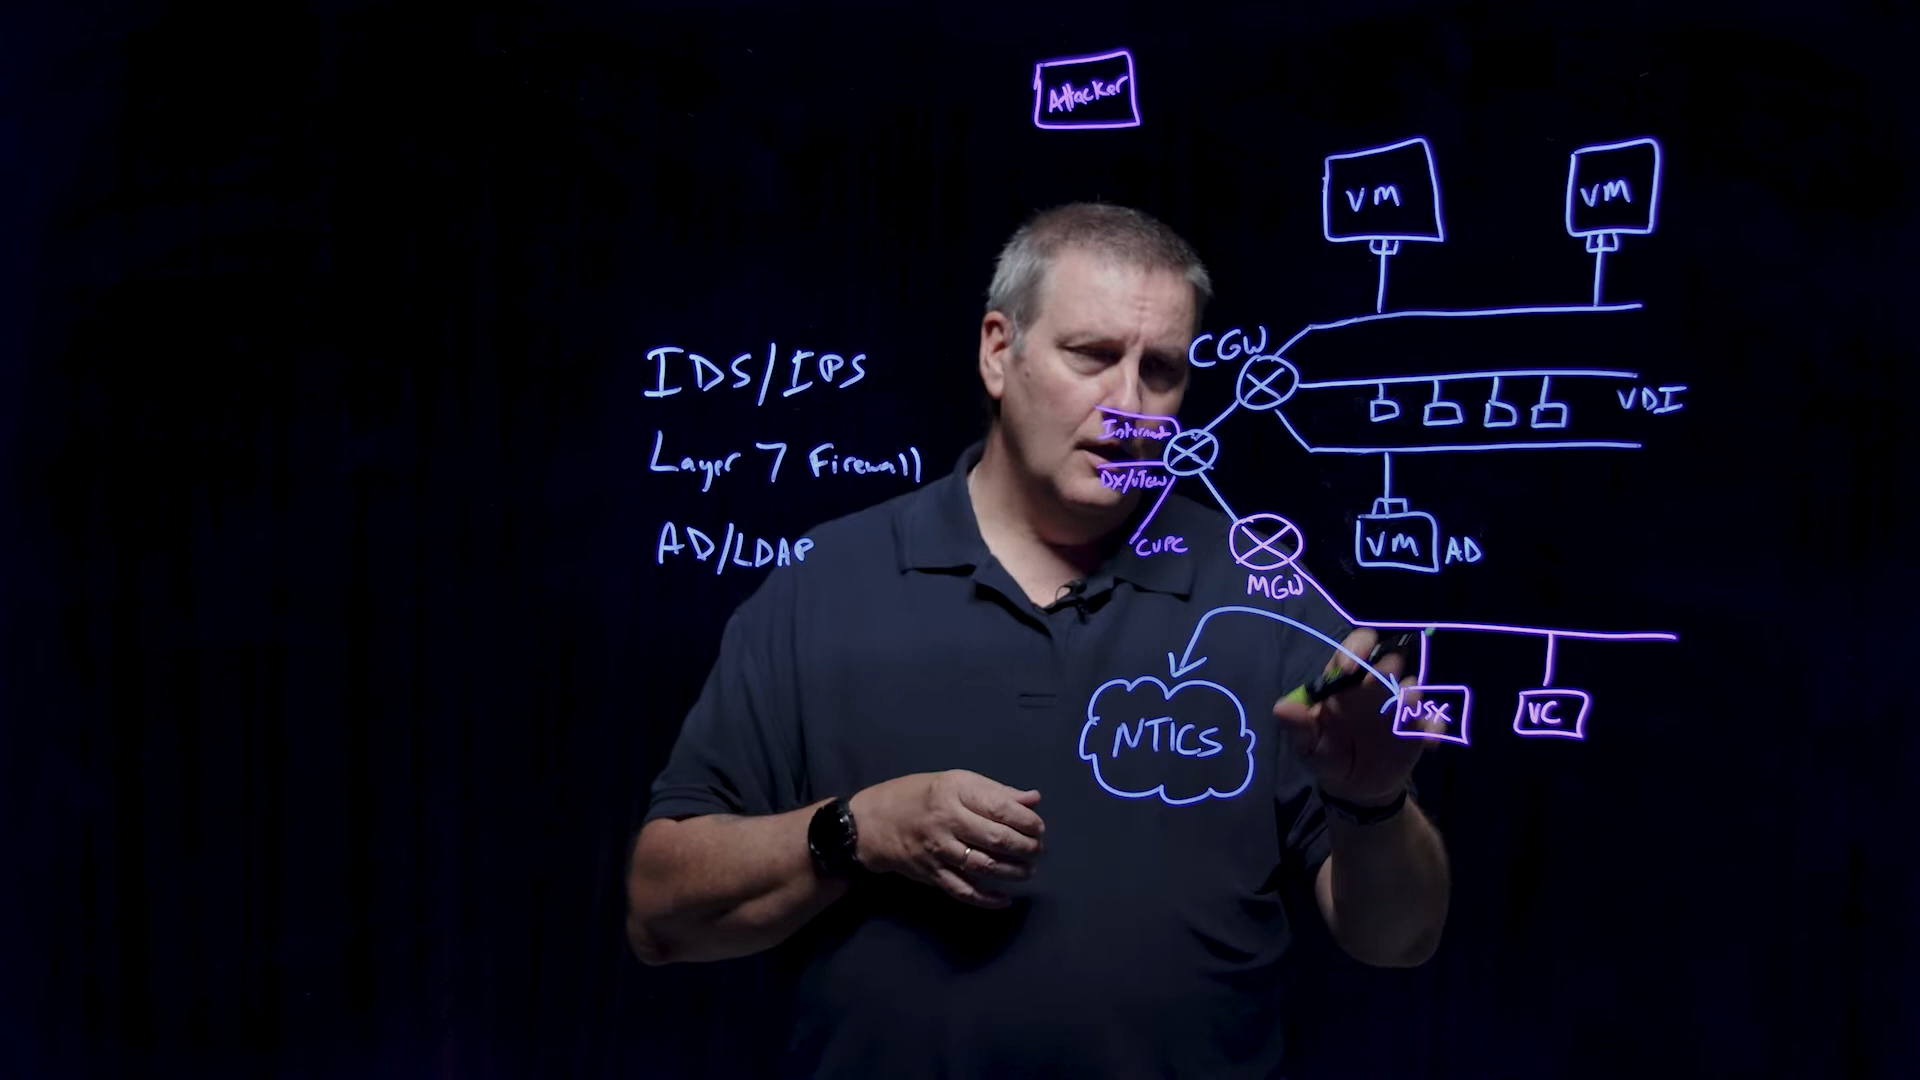 Attacker
VM
VM
CGW
IDS/IPS
VDI
Internet
Layer 7 Firewall
DX/VTGW
AD/LDAP
CVPC
VM
AD
MGW
NSX
VC
NTICS